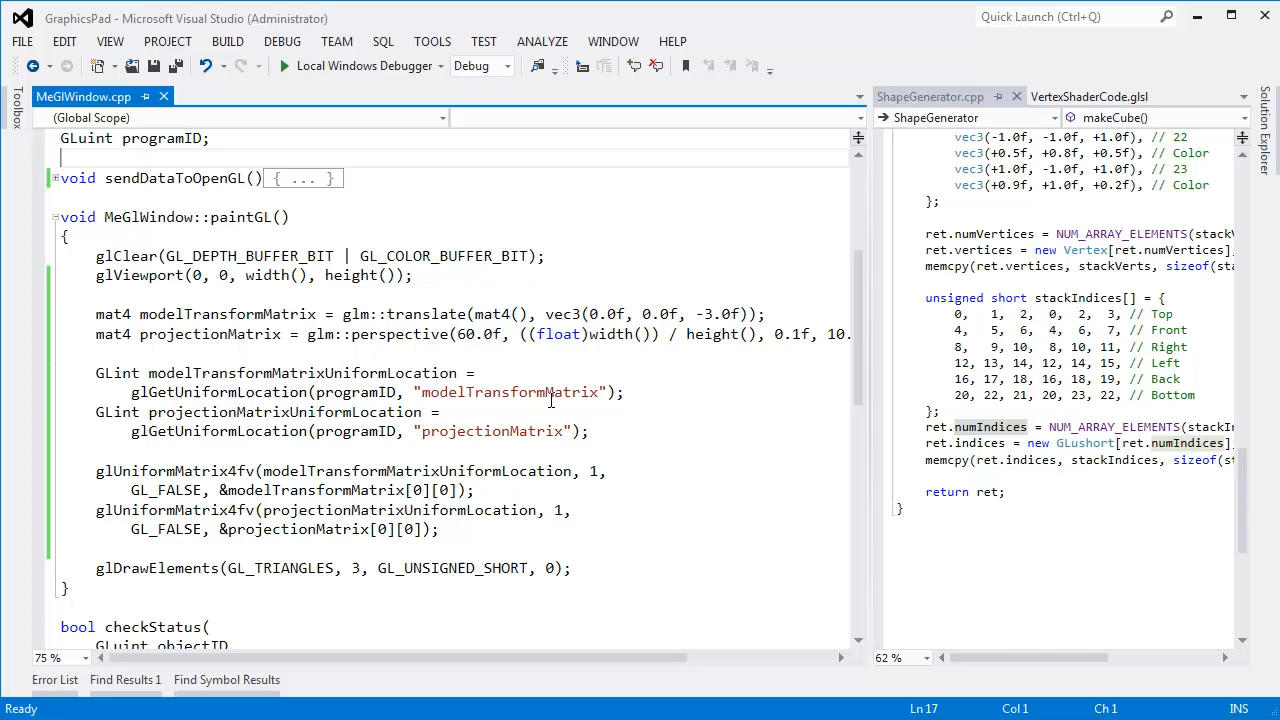 GraphicsPad - Microsoft Visual Studio (Administrator)
Quick Launch (Ctrl+Q)
FILE EDIT VIEW PROJECT BUILD DEBUG TEAM SQL TOOLS TEST ANALYZE WINDOW HELP
Local Windows Debugger Debug
Toolbox
MeGlWindow.cpp
(Global Scope)
GLuint programID;
void sendDataToOpenGL(){ ... }
void MeGlWindow::paintGL()
{
glClear(GL_DEPTH_BUFFER_BIT | GL_COLOR_BUFFER_BIT);
glViewport(0, 0, width(), height());
mat4 modelTransformMatrix = glm::translate(mat4(), vec3(0.0f, 0.0f, -3.0f));
mat4 projectionMatrix = glm::perspective(60.0f, ((float)width()) / height(), 0.1f, 10.
GLint modelTransformMatrixUniformLocation =
glGetUniformLocation(programID, "modelTransformMatrix");
GLint projectionMatrixUniformLocation =
glGetUniformLocation(programID, "projectionMatrix");
glUniformMatrix4fv(modelTransformMatrixUniformLocation, 1,
GL_FALSE, &modelTransformMatrix[0][0]);
glUniformMatrix4fv(projectionMatrixUniformLocation, 1,
GL_FALSE, &projectionMatrix[0][0]);
glDrawElements(GL_TRIANGLES, 3, GL_UNSIGNED_SHORT, 0);
}
bool checkStatus(
GLuint objectID
75 %
ShapeGenerator.cpp VertexShaderCode.glsl
ShapeGenerator makeCube()
vec3(-1.0f, -1.0f, +1.0f), // 22
vec3(+0.5f, +0.8f, +0.5f), // Color
vec3(+1.0f, -1.0f, +1.0f), // 23
vec3(+0.9f, +1.0f, +0.2f), // Color
};
ret.numVertices = NUM_ARRAY_ELEMENTS(stackV
ret.vertices = new Vertex[ret.numVertices];
memcpy(ret.vertices, stackVerts, sizeof(sta
unsigned short stackIndices[] = {
0, 1, 2, 0, 2, 3, // Top
4, 5, 6, 4, 6, 7, // Front
8, 9, 10, 8, 10, 11, // Right
12, 13, 14, 12, 14, 15, // Left
16, 17, 18, 16, 18, 19, // Back
20, 22, 21, 20, 23, 22, // Bottom
};
ret.numIndices = NUM_ARRAY_ELEMENTS(stackIn
ret.indices = new GLushort[ret.numIndices];
memcpy(ret.indices, stackIndices, sizeof(st
return ret;
}
62 %
Solution Explorer
Error List Find Results 1 Find Symbol Results
Ready Ln 17 Col 1 Ch 1 INS